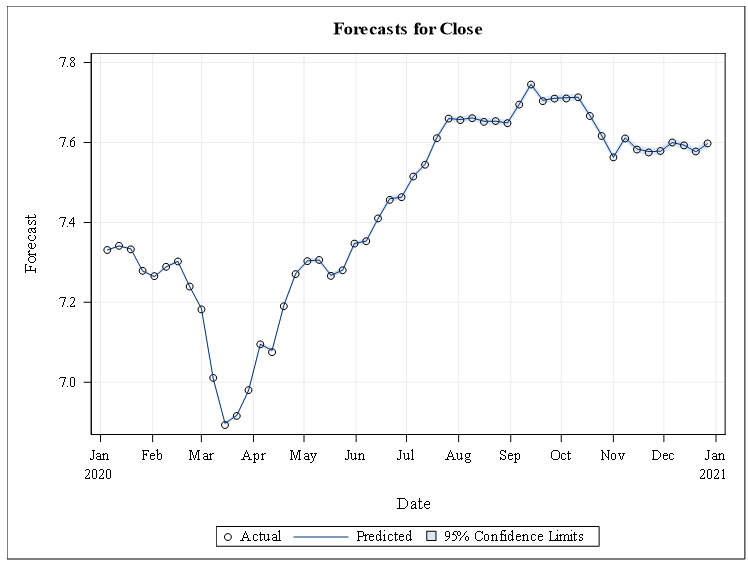 Forecasts for Close
7.8
7.6
7.4
7.2
7.0
Forecast
Jan Feb Mar Apr May Jun Jul Aug Sep Oct Nov Dec Jan
2020 2021
Date
Actual Predicted 95% Confidence Limits